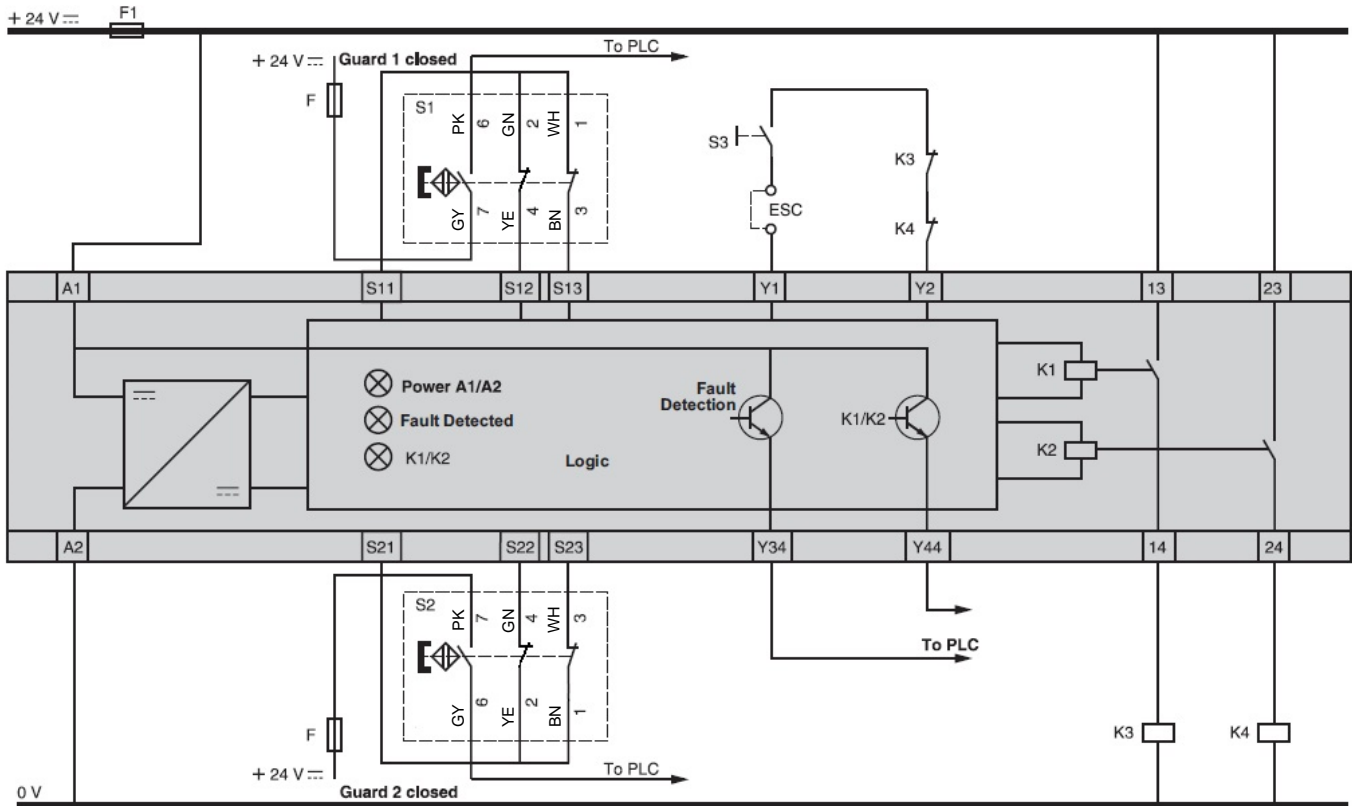 + 24 V
F1
+ 24 V
Guard 1 closed
To PLC
F
S1
PK 6 GN 2 WH 1
GY 7 YE 4 BN 3
S3
ESC
K3
K4
A1 S11 S12 S13 Y1 Y2 13 23
Power A1/A2
Fault Detected
K1/K2
Logic
Fault
Detection
K1/K2
K1
K2
A2 S21 S22 S23 Y34 Y44 14 24
S2
PK 7 GN 4 WH 3
GY 6 YE 2 BN 1
To PLC
F
+ 24 V
To PLC
Guard 2 closed
K3
K4
0 V